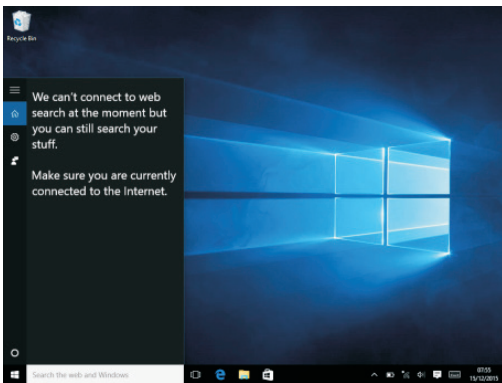 Recycle Bin
We can't connect to web
search at the moment but
you can still search your
stuff.
Make sure you are currently
connected to the Internet.
Search the web and Windows
07:55
15/12/2015